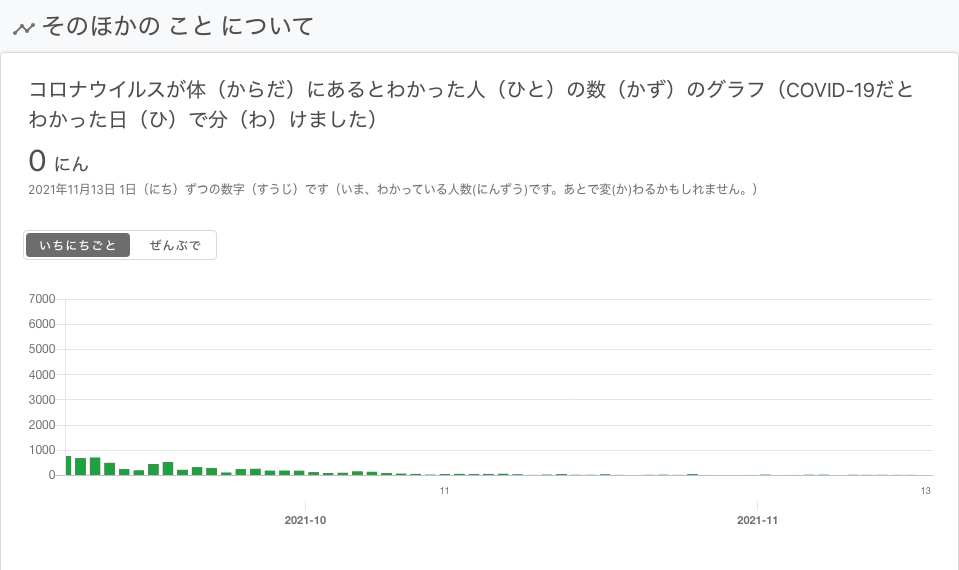 そのほかの こと について
コロナウイルスが体（からだ）にあるとわかった人（ひと）の数（かず）のグラフ（COVID-19だと
わかった日（ひ）で分（わ）けました）
0 にん
2021年11月13日 1日（にち）ずつの数字（すうじ）です（いま、わかっている人数(にんずう)です。あとで変(か)わるかもしれません。）
いちにちごと ぜんぶで
7000
6000
5000
4000
3000
2000
1000
0
11 13
2021-10 2021-11